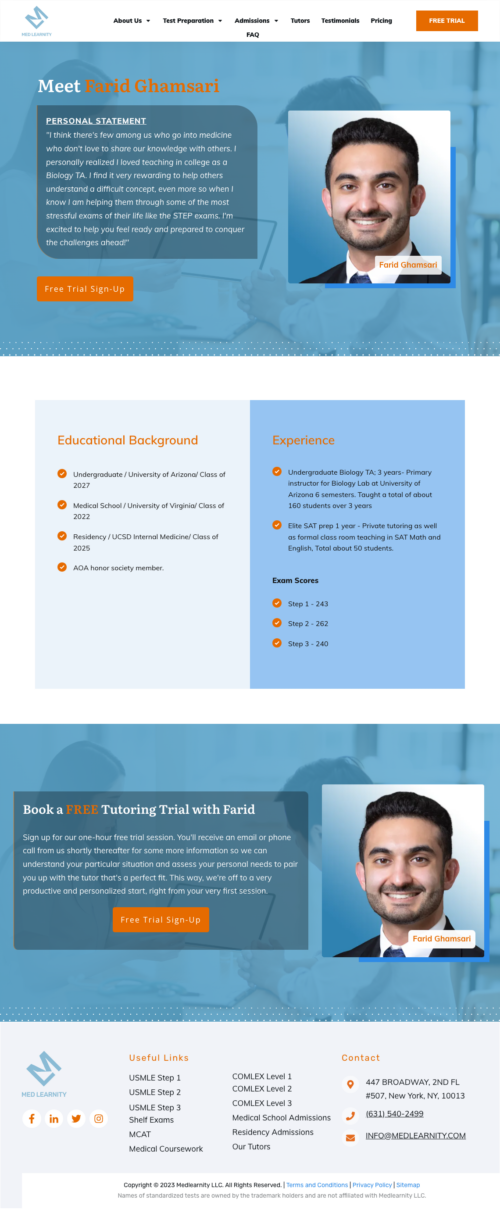 About Us
Test Preparation
Admissions
Tutors
Testimonials
Pricing
FREE TRIAL
MED LEARNITY
FAQ
Meet Farid Ghamsari
PERSONAL STATEMENT
"I think there's few among us who go into medicine
who don't love to share our knowledge with others. I
personally realized I loved teaching in college as a
Biology TA. I find it very rewarding to help others
understand a difficult concept, even more so when I
know I am helping them through some of the most
stressful exams of their life like the STEP exams. I'm
excited to help you feel ready and prepared to conquer
the challenges ahead!"
Farid Ghamsari
Free Trial Sign-Up
Educational Background
Undergraduate / University of Arizona/ Class of
2027
Medical School / University of Virginia/ Class of
2022
Residency / UCSD Internal Medicine/ Class of
2025
AOA honor society member.
Experience
Undergraduate Biology TA; 3 years- Primary
instructor for Biology Lab at University of
Arizona 6 semesters. Taught a total of about
160 students over 3 years
Elite SAT prep 1 year - Private tutoring as well
as formal class room teaching in SAT Math and
English, Total about 50 students.
Exam Scores
Step 1 - 243
Step 2 - 262
Step 3 - 240
Book a FREE Tutoring Trial with Farid
Sign up for our one-hour free trial session. You'll receive an email or phone
call from us shortly thereafter for some more information so we can
understand your particular situation and assess your personal needs to pair
you up with the tutor that's a perfect fit. This way, we're off to a very
productive and personalized start, right from your very first session.
Free Trial Sign-Up
Farid Ghamsari
MED LEARNITY
Useful Links
USMLE Step 1
USMLE Step 2
USMLE Step 3
Shelf Exams
MCAT
Medical Coursework
COMLEX Level 1
COMLEX Level 2
COMLEX Level 3
Medical School Admissions
Residency Admissions
Our Tutors
Contact
447 BROADWAY, 2ND FL
#507, New York, NY, 10013
(631) 540-2499
INFO@MEDLEARNITY.COM
Copyright © 2023 Medlearnity LLC. All Rights Reserved. | Terms and Conditions | Privacy Policy | Sitemap
Names of standardized tests are owned by the trademark holders and are not affiliated with Medlearnity LLC.